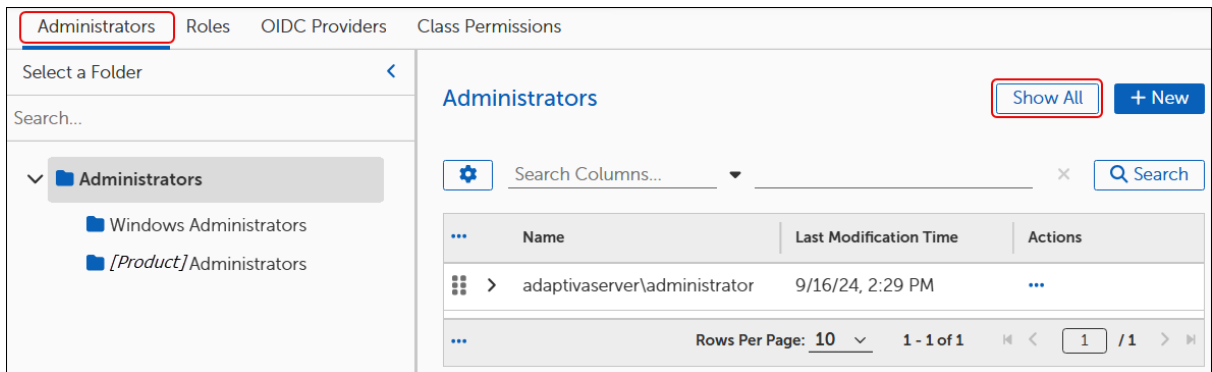 Administrators Roles OIDC Providers Class Permissions
Select a Folder
Search...
Administrators
Windows Administrators
[Product] Administrators
Administrators
Show All
+ New
Search Columns...
Search
Name Last Modification Time Actions
adaptivaserver\administrator 9/16/24, 2:29 PM
Rows Per Page: 10 1 - 1 of 1 1 / 1